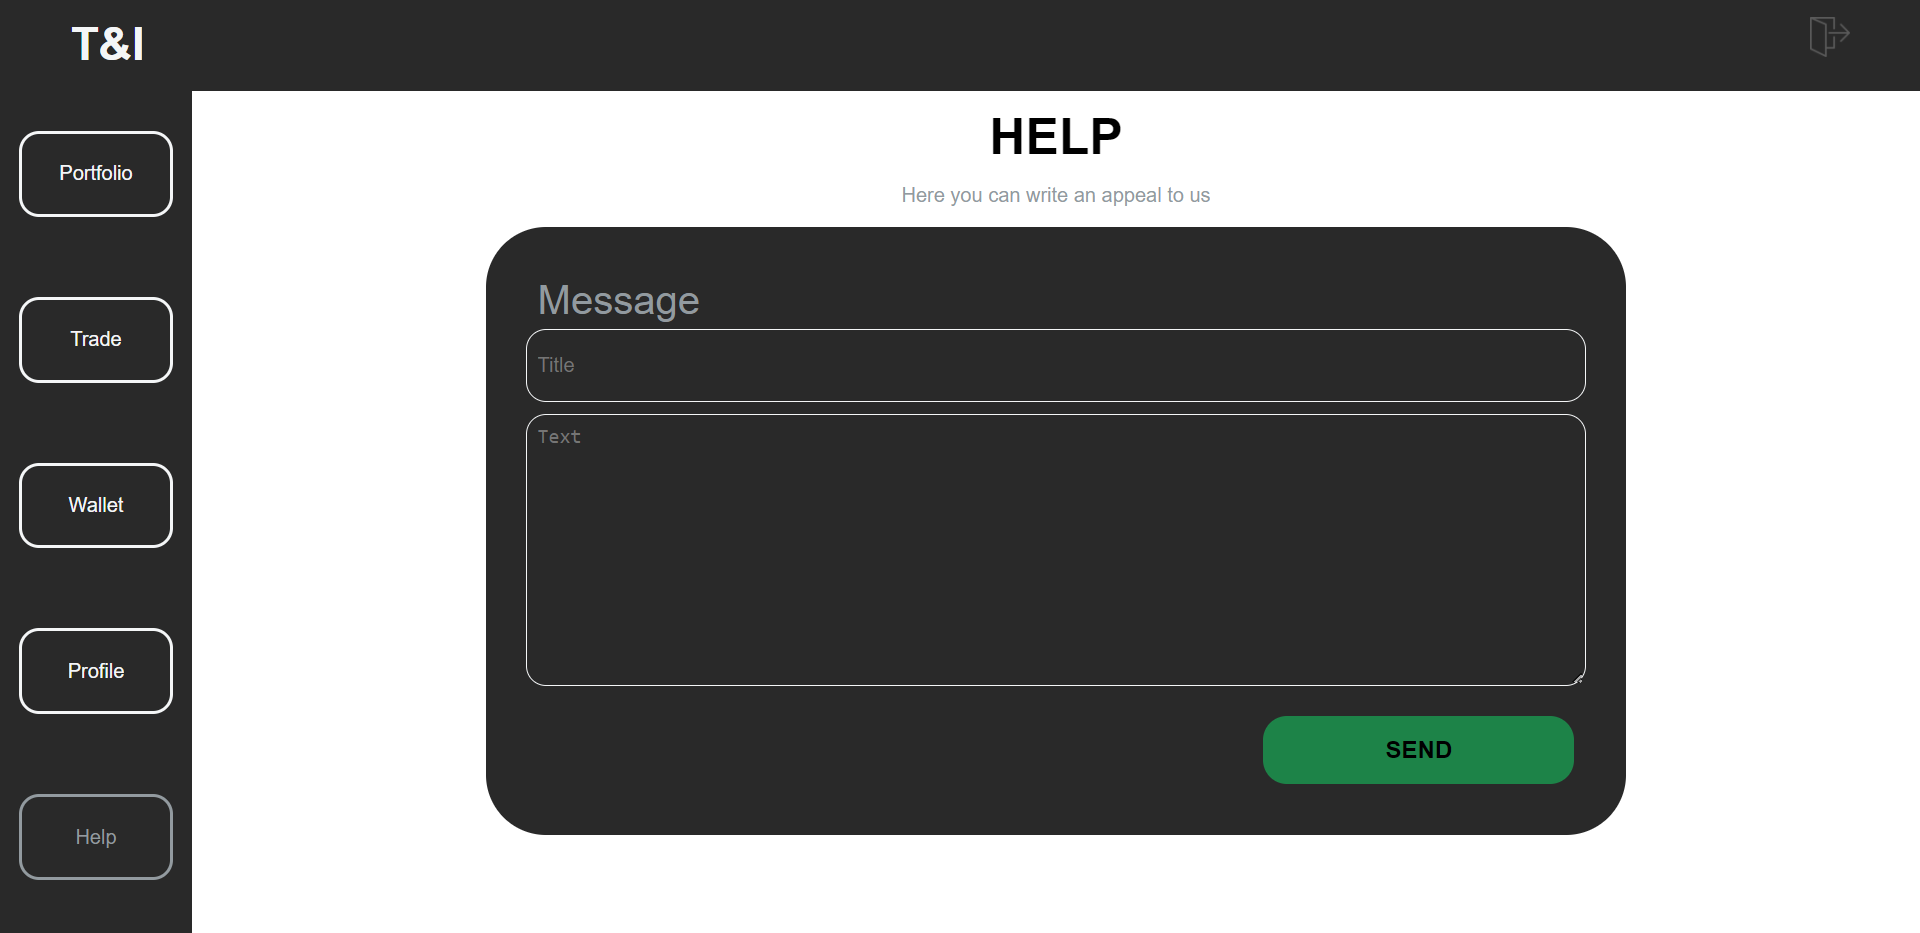 T&I
Portfolio
Trade
Wallet
Profile
Help
HELP
Here you can write an appeal to us
Message
Title
Text
SEND